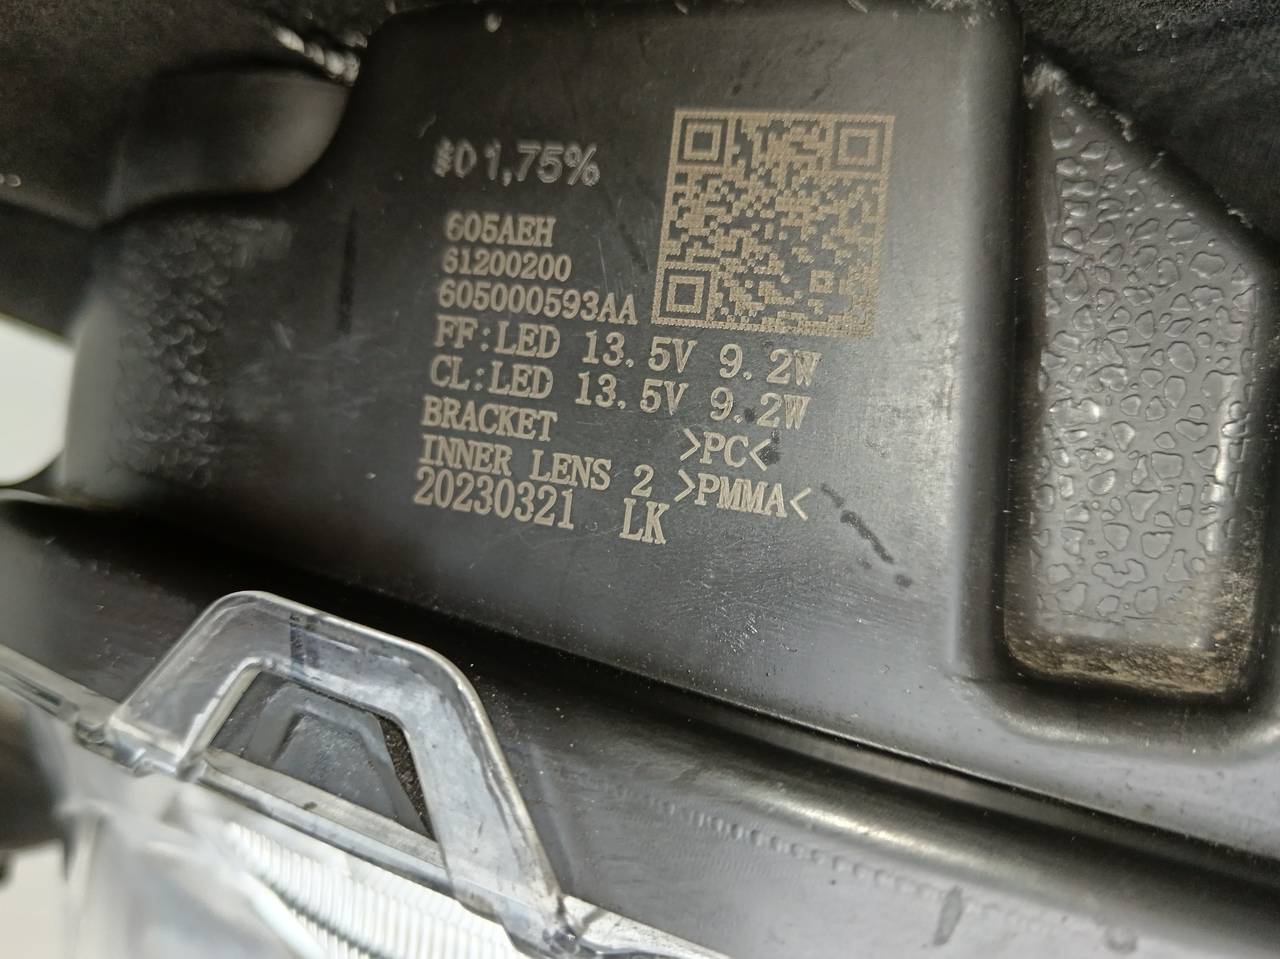 D 1,75%
605AEH
61200200
605000593AA
FF:LED 13.5V 9.2W
CL:LED 13.5V 9.2W
BRACKET >PC<
INNER LENS 2 >PMMA<
20230321 LK